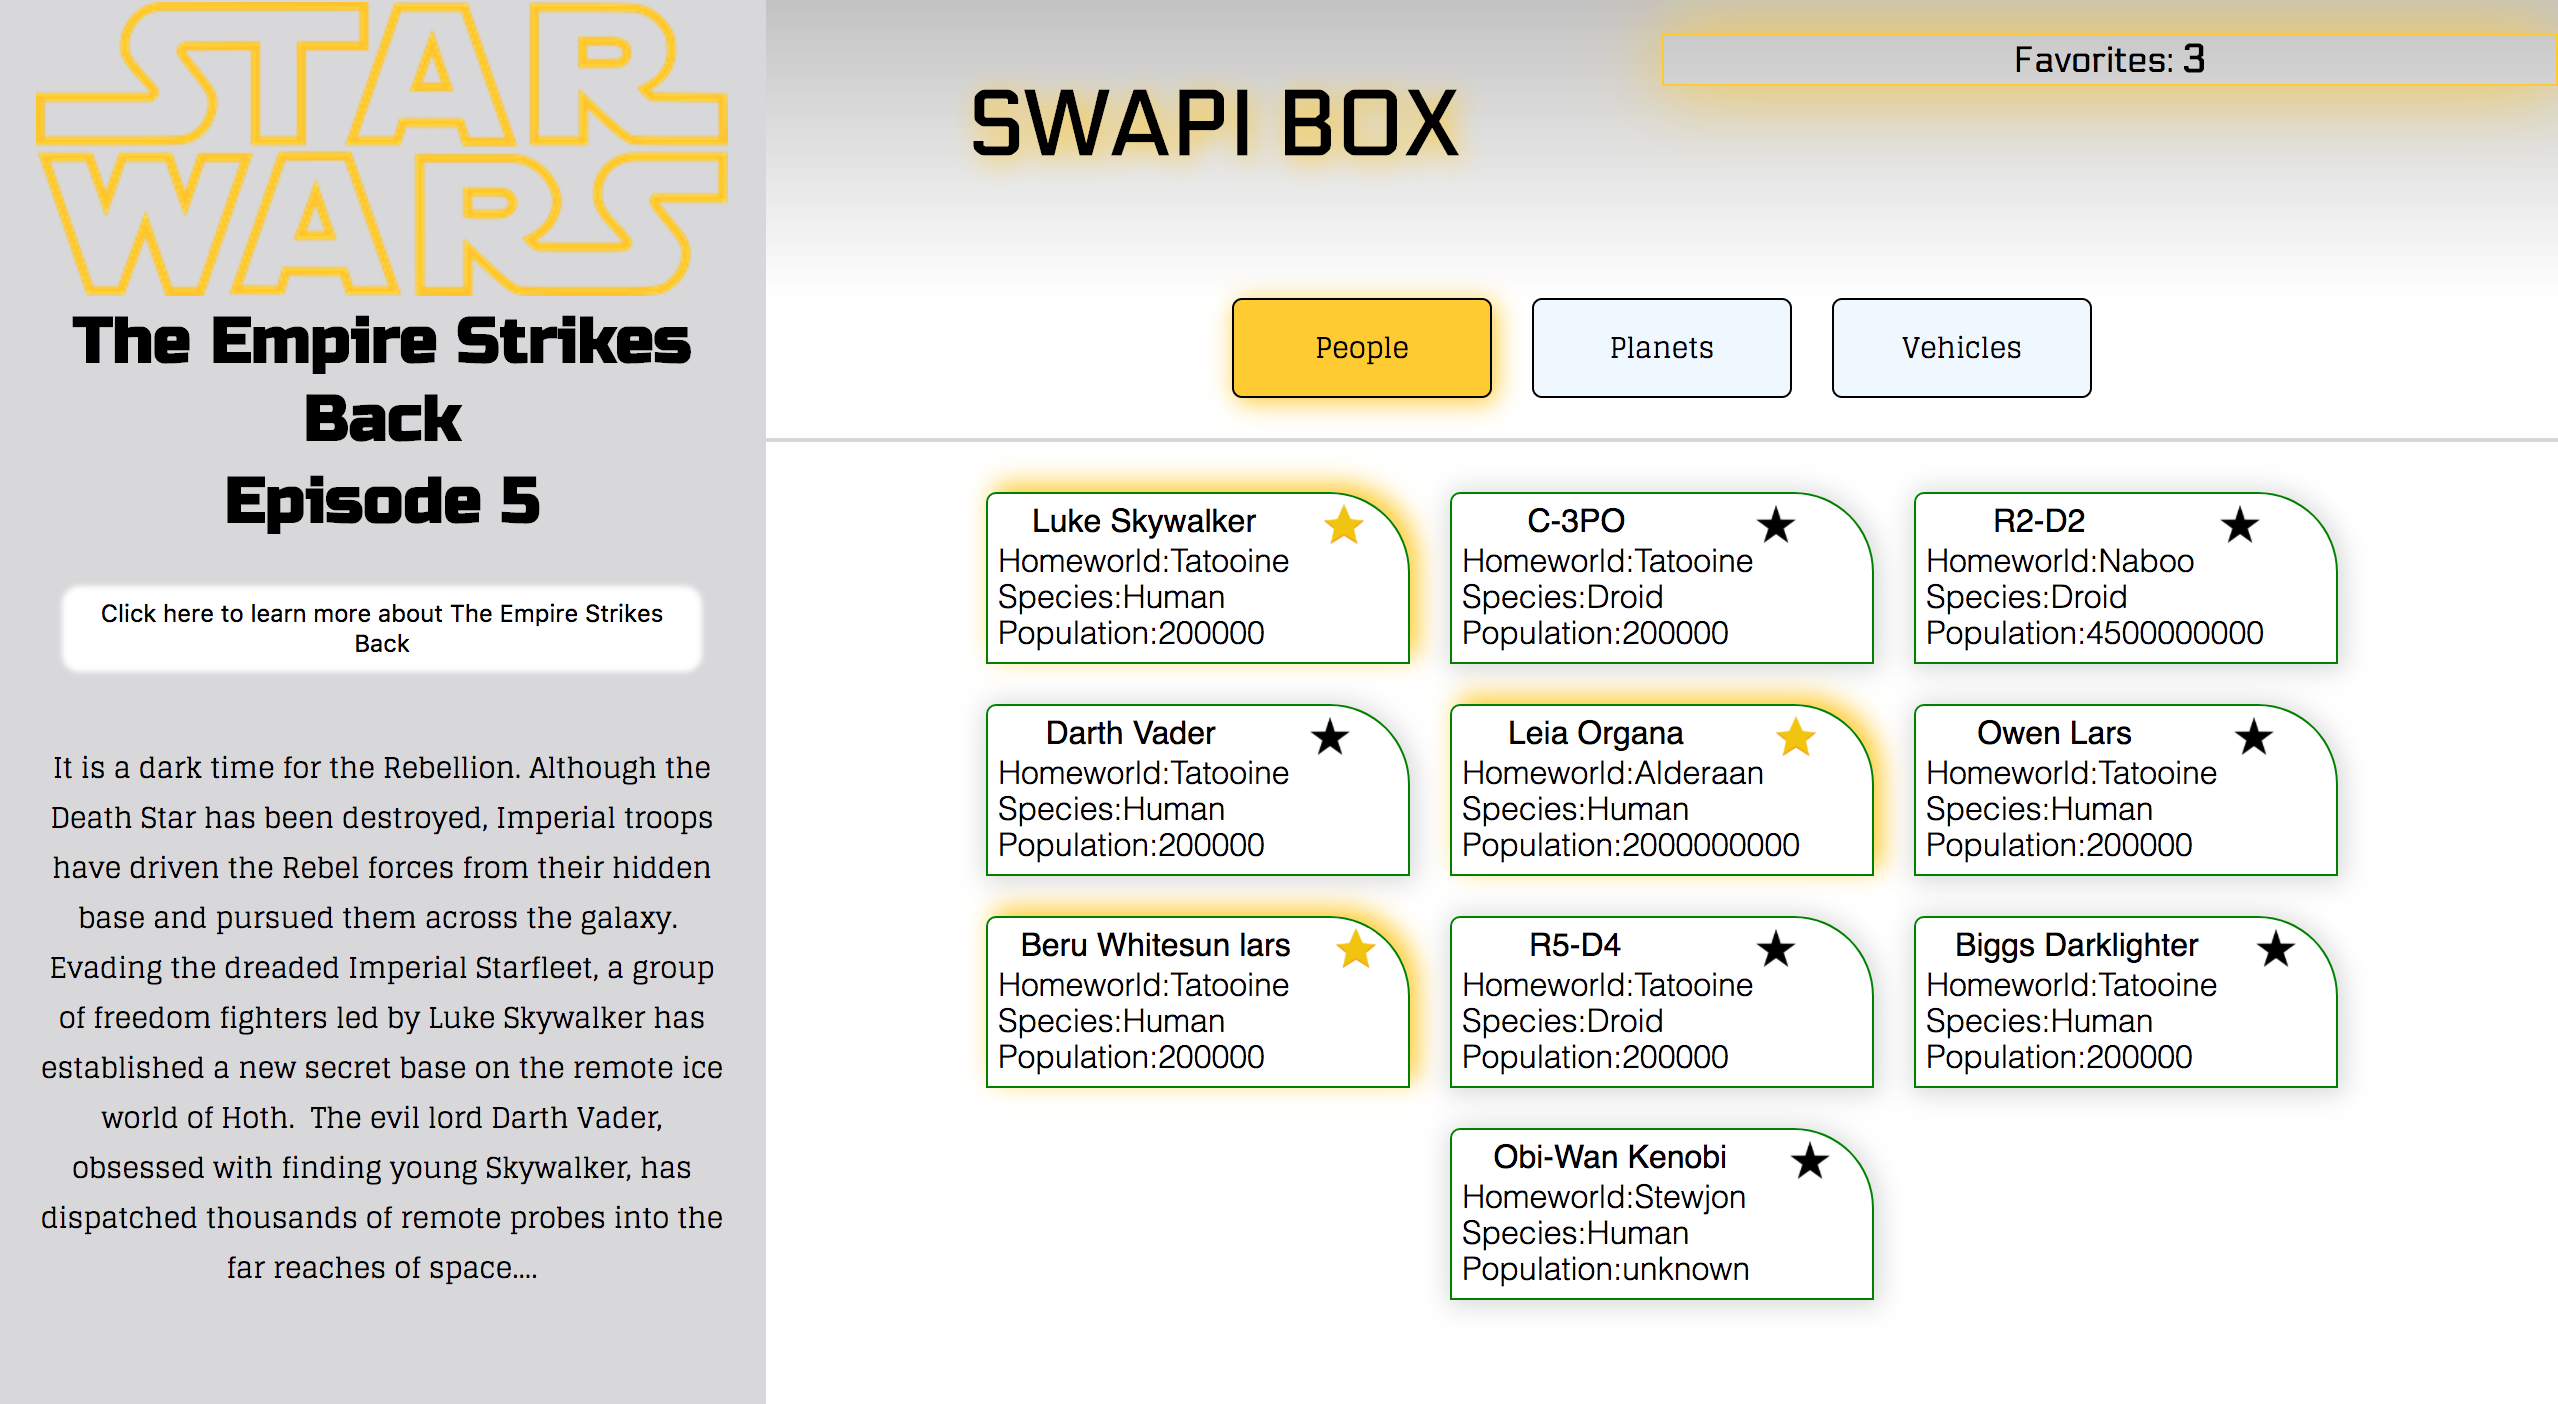 STAR
WARS
The Empire Strikes
Back
Episode 5
Click here to learn more about The Empire Strikes
Back
It is a dark time for the Rebellion. Although the
Death Star has been destroyed, Imperial troops
have driven the Rebel forces from their hidden
base and pursued them across the galaxy.
Evading the dreaded Imperial Starfleet, a group
of freedom fighters led by Luke Skywalker has
established a new secret base on the remote ice
world of Hoth.  The evil lord Darth Vader,
obsessed with finding young Skywalker, has
dispatched thousands of remote probes into the
far reaches of space....
Favorites: 3
SWAPI BOX
People
Planets
Vehicles
Luke Skywalker
Homeworld:Tatooine
Species:Human
Population:200000
C-3PO
Homeworld:Tatooine
Species:Droid
Population:200000
R2-D2
Homeworld:Naboo
Species:Droid
Population:4500000000
Darth Vader
Homeworld:Tatooine
Species:Human
Population:200000
Leia Organa
Homeworld:Alderaan
Species:Human
Population:2000000000
Owen Lars
Homeworld:Tatooine
Species:Human
Population:200000
Beru Whitesun lars
Homeworld:Tatooine
Species:Human
Population:200000
R5-D4
Homeworld:Tatooine
Species:Droid
Population:200000
Biggs Darklighter
Homeworld:Tatooine
Species:Human
Population:200000
Obi-Wan Kenobi
Homeworld:Stewjon
Species:Human
Population:unknown